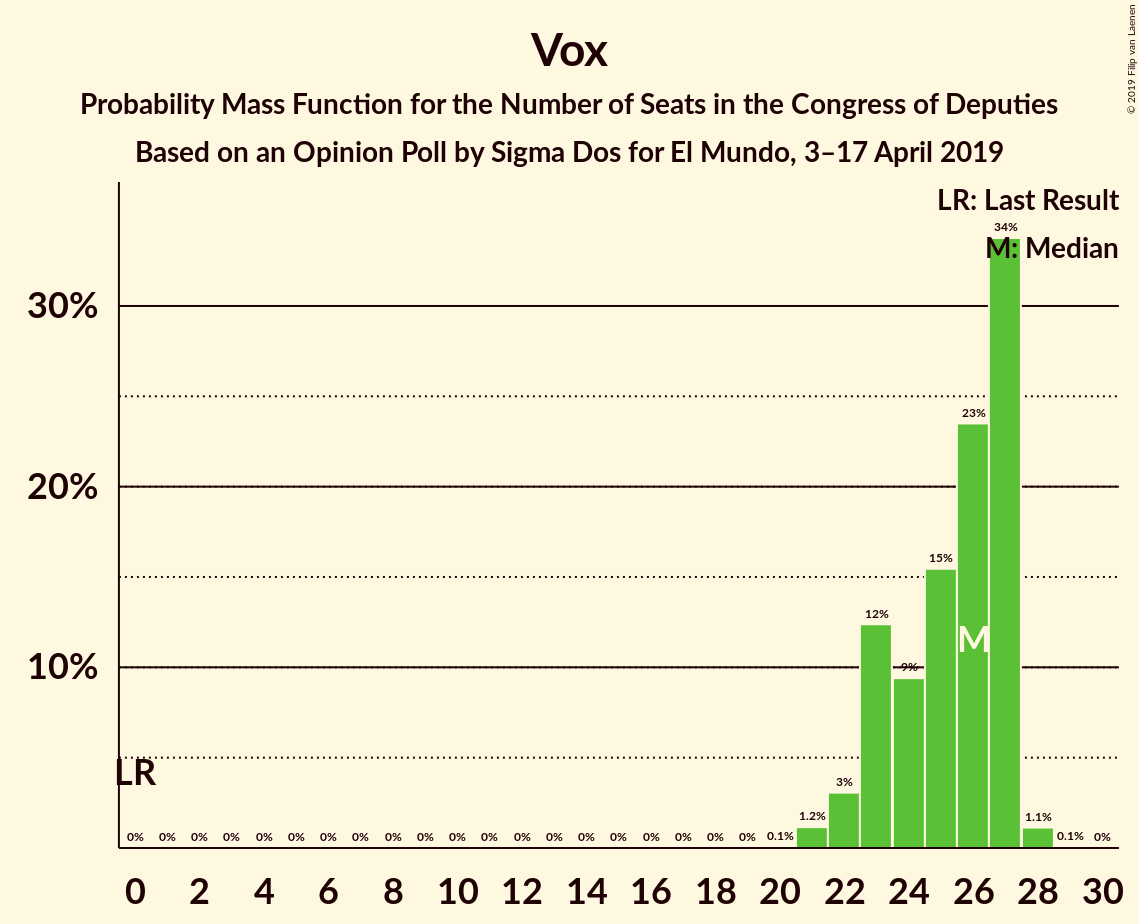 Vox
Probability Mass Function for the Number of Seats in the Congress of Deputies
Based on an Opinion Poll by Sigma Dos for El Mundo, 3–17 April 2019
© 2019 Filip van Laenen
LR: Last Result
M: Median
34%
30%
23%
20%
15%
12%
M
10%
9%
LR
3%
1.2%
1.1%
0% 0% 0% 0% 0% 0% 0% 0% 0% 0% 0% 0% 0% 0% 0% 0% 0% 0% 0% 0% 0.1% 0.1% 0%
0 2 4 6 8 10 12 14 16 18 20 22 24 26 28 30